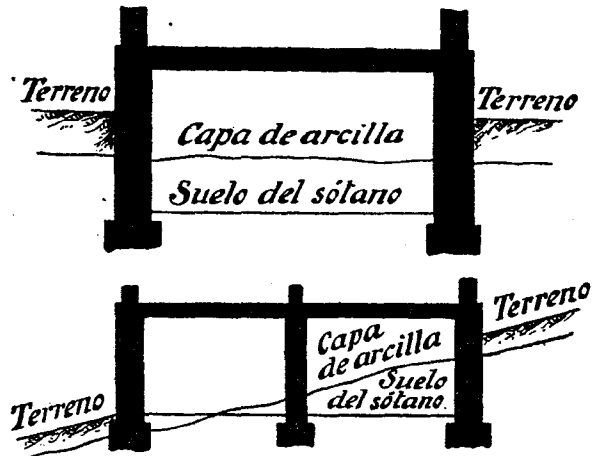 Terreno
Terreno
Capa de arcilla
Suelo del sótano
Terreno
Capa
de arcilla
Suelo
del sótano.
Terreno